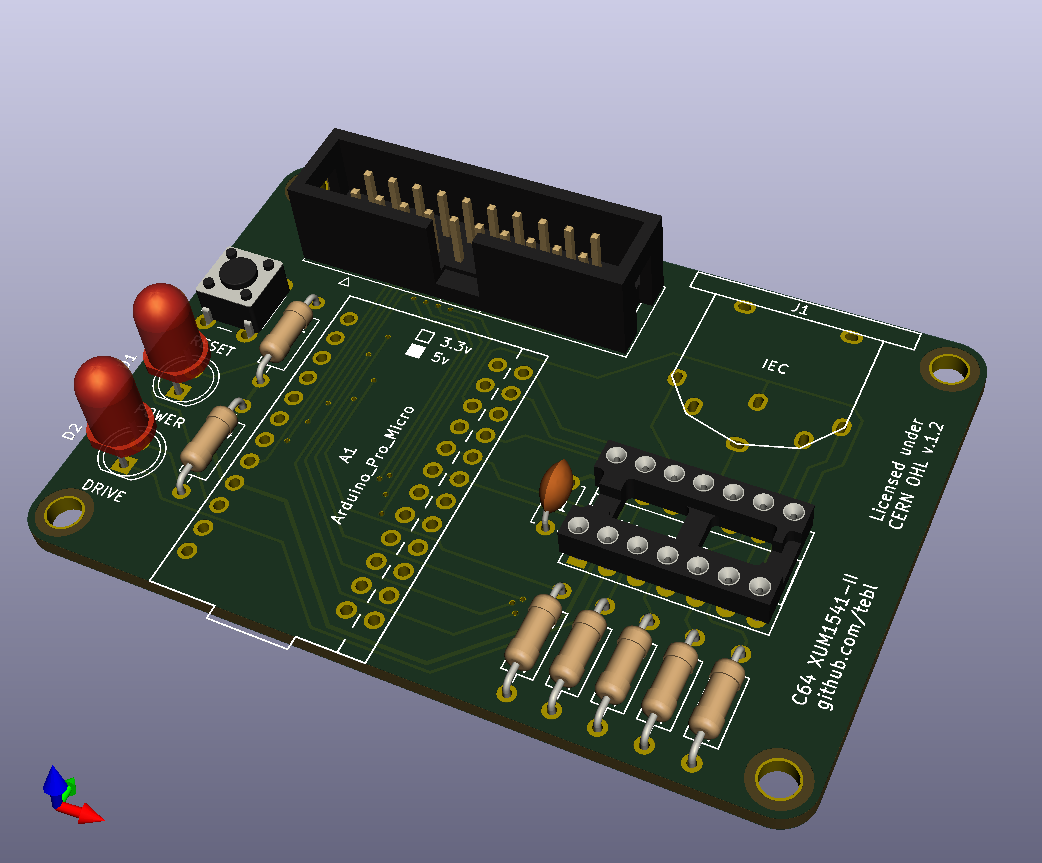 J1
IEC
3.3v
5v
RESET
D1
POWER
D2
DRIVE
A1
Arduino_Pro_Micro
Licensed under
CERN OHL v.1.2
C64 XUM1541-II
github.com/tebl